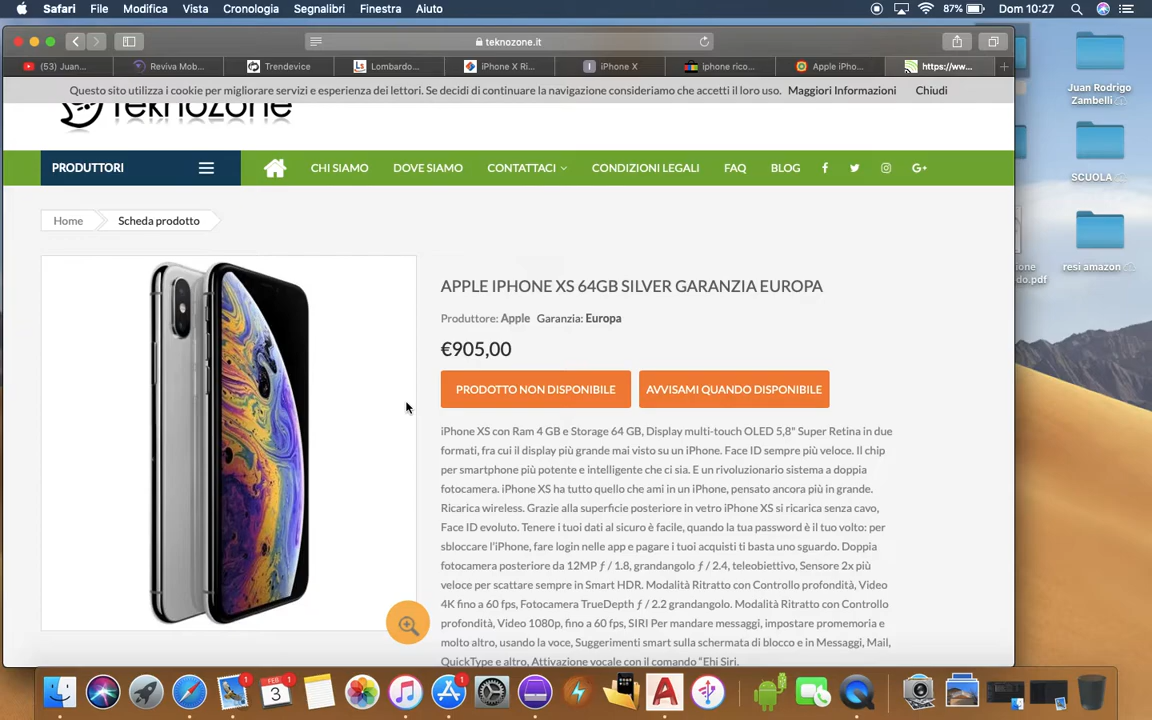 Safari File Modifica Vista Cronologia Segnalibri Finestra Aiuto 87% Dom 10:27
teknozone.it
(53) Juan... Reviva Mob... Trendevice Lombardo... iPhone X Ri... iPhone X iphone rico... Apple iPho... https://ww...
Questo sito utilizza i cookie per migliorare servizi e esperienza dei lettori. Se decidi di continuare la navigazione consideriamo che accetti il loro uso. Maggiori Informazioni Chiudi
Teknozone
PRODUTTORI CHI SIAMO DOVE SIAMO CONTATTACI CONDIZIONI LEGALI FAQ BLOG
Home Scheda prodotto
APPLE IPHONE XS 64GB SILVER GARANZIA EUROPA
Produttore: Apple Garanzia: Europa
€905,00
PRODOTTO NON DISPONIBILE AVVISAMI QUANDO DISPONIBILE
iPhone XS con Ram 4 GB e Storage 64 GB, Display multi-touch OLED 5,8" Super Retina in due
formati, fra cui il display più grande mai visto su un iPhone. Face ID sempre più veloce. Il chip
per smartphone più potente e intelligente che ci sia. E un rivoluzionario sistema a doppia
fotocamera. iPhone XS ha tutto quello che ami in un iPhone, pensato ancora più in grande.
Ricarica wireless. Grazie alla superficie posteriore in vetro iPhone XS si ricarica senza cavo,
Face ID evoluto. Tenere i tuoi dati al sicuro è facile, quando la tua password è il tuo volto: per
sbloccare l'iPhone, fare login nelle app e pagare i tuoi acquisti ti basta uno sguardo. Doppia
fotocamera posteriore da 12MP ƒ / 1.8, grandangolo ƒ / 2.4, teleobiettivo, Sensore 2x più
veloce per scattare sempre in Smart HDR. Modalità Ritratto con Controllo profondità, Video
4K fino a 60 fps, Fotocamera TrueDepth ƒ / 2.2 grandangolo. Modalità Ritratto con Controllo
profondità, Video 1080p, fino a 60 fps, SIRI Per mandare messaggi, impostare promemoria e
molto altro, usando la voce, Suggerimenti smart sulla schermata di blocco e in Messaggi, Mail,
QuickType e altro, Attivazione vocale con il comando "Ehi Siri.
Juan Rodrigo
Zambelli
SCUOLA
resi amazon
ione
do.pdf
FEB
3
1
1
1